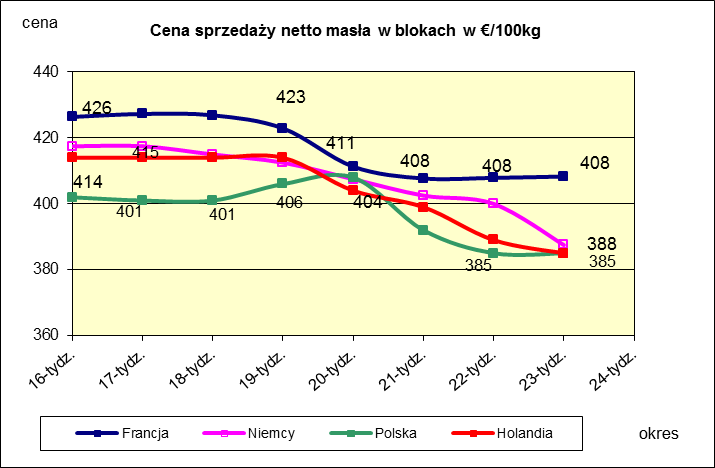 cena
Cena sprzedaży netto masła w blokach w €/100kg
440
423
426
420
411
415
408
408
408
414
404
400
401
401
406
388
385
385
380
360
16-tydz.
17-tydz.
18-tydz.
19-tydz.
20-tydz.
21-tydz.
22-tydz.
23-tydz.
24-tydz.
Francja Niemcy Polska Holandia
okres